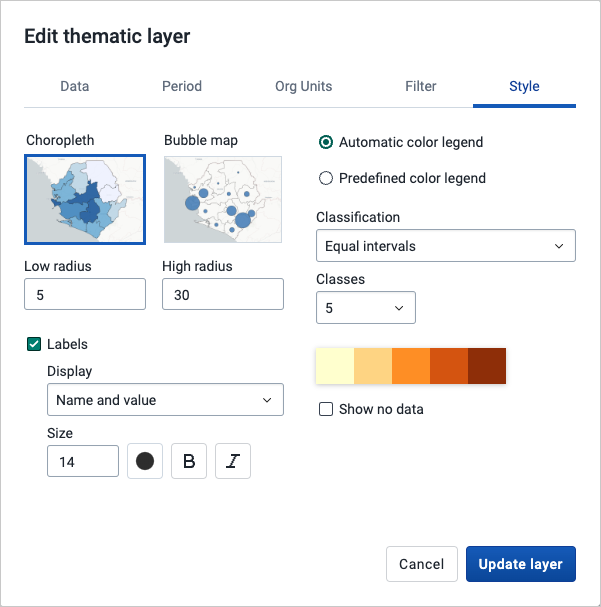 Edit thematic layer
Data Period Org Units Filter Style
Choropleth Bubble map
Low radius High radius
5 30
Labels
Display
Name and value
Size
14 B I
Automatic color legend
Predefined color legend
Classification
Equal intervals
Classes
5
Show no data
Cancel Update layer